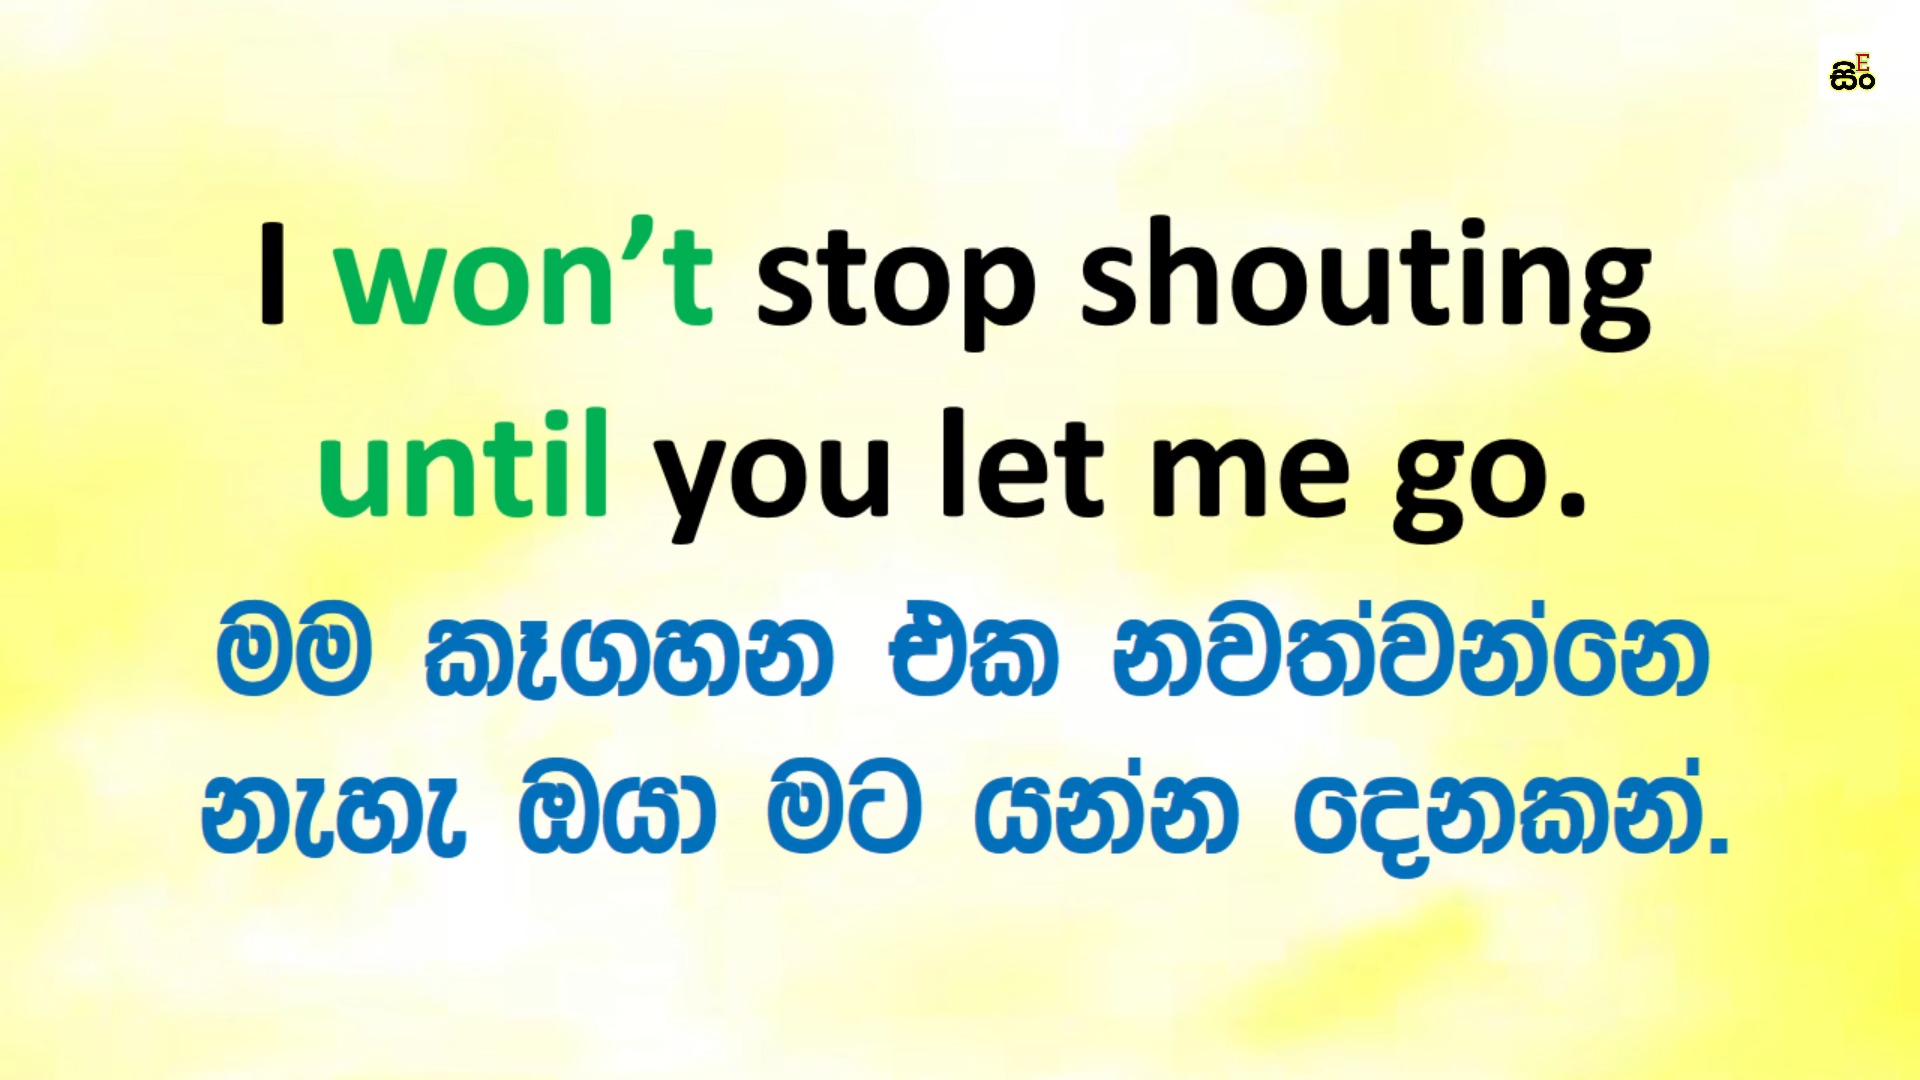 සිං E
I won’t stop shouting
until you let me go.
මම කෑගහන එක නවත්වන්නෙ
නැහැ ඔයා මට යන්න දෙනකන්.